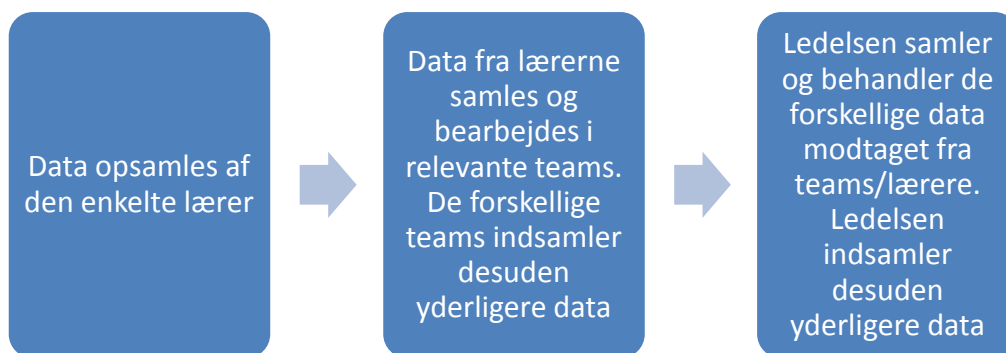 Data opsamles af
den enkelte lærer
Data fra lærerne
samles og
bearbejdes i
relevante teams.
De forskellige
teams indsamler
desuden
yderligere data
Ledelsen samler
og behandler de
forskellige data
modtaget fra
teams/lærere.
Ledelsen
indsamler
desuden
yderligere data